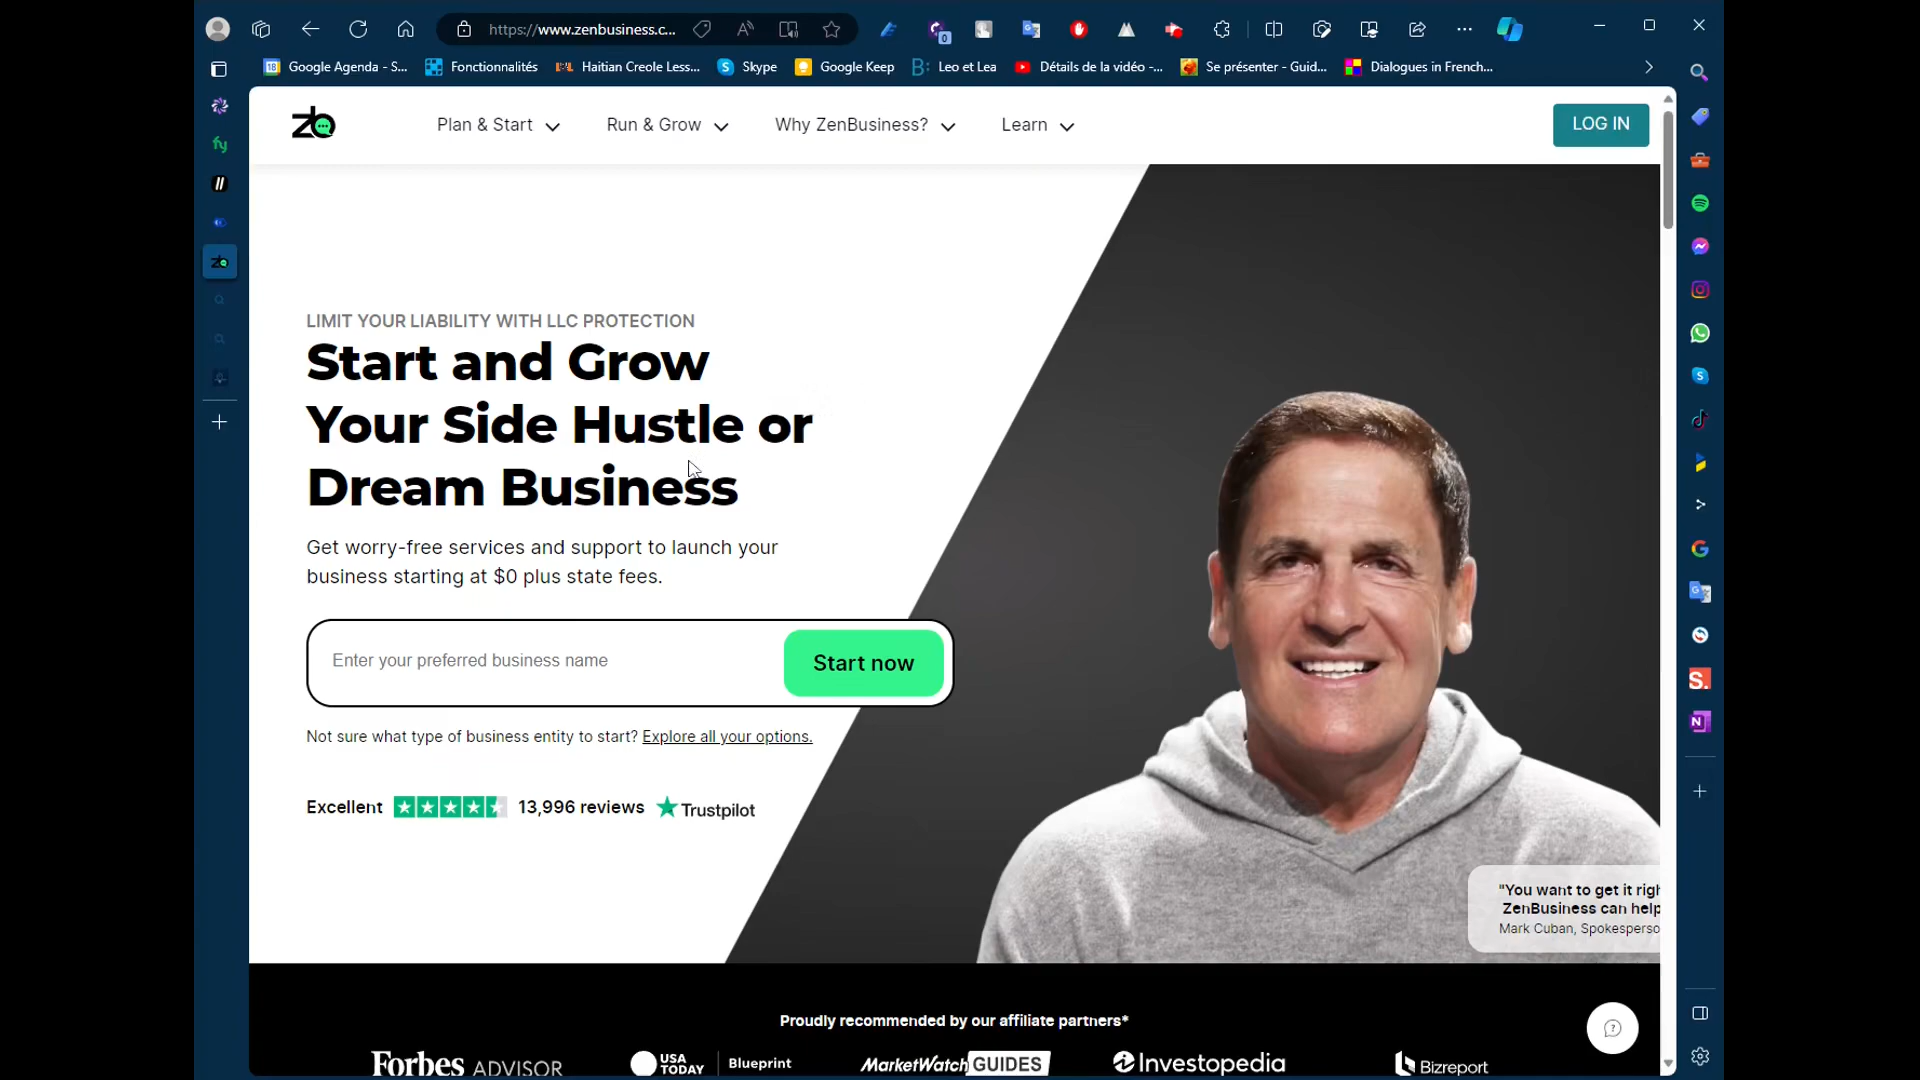 https://www.zenbusiness.c...
0
18 Google Agenda - S...
Fonctionnalités
Haitian Creole Less...
Skype
Google Keep
Leo et Lea
Détails de la vidéo -...
Se présenter - Guid...
Dialogues in French...
Plan & Start
Run & Grow
Why ZenBusiness?
Learn
LOG IN
LIMIT YOUR LIABILITY WITH LLC PROTECTION
Start and Grow
Your Side Hustle or
Dream Business
Get worry-free services and support to launch your
business starting at $0 plus state fees.
Enter your preferred business name
Start now
Not sure what type of business entity to start? Explore all your options.
Excellent
13,996 reviews
Trustpilot
"You want to get it righ
ZenBusiness can help
Mark Cuban, Spokesperso
Proudly recommended by our affiliate partners*
Forbes ADVISOR
USA TODAY
Blueprint
MarketWatch GUIDES
Investopedia
Bizreport